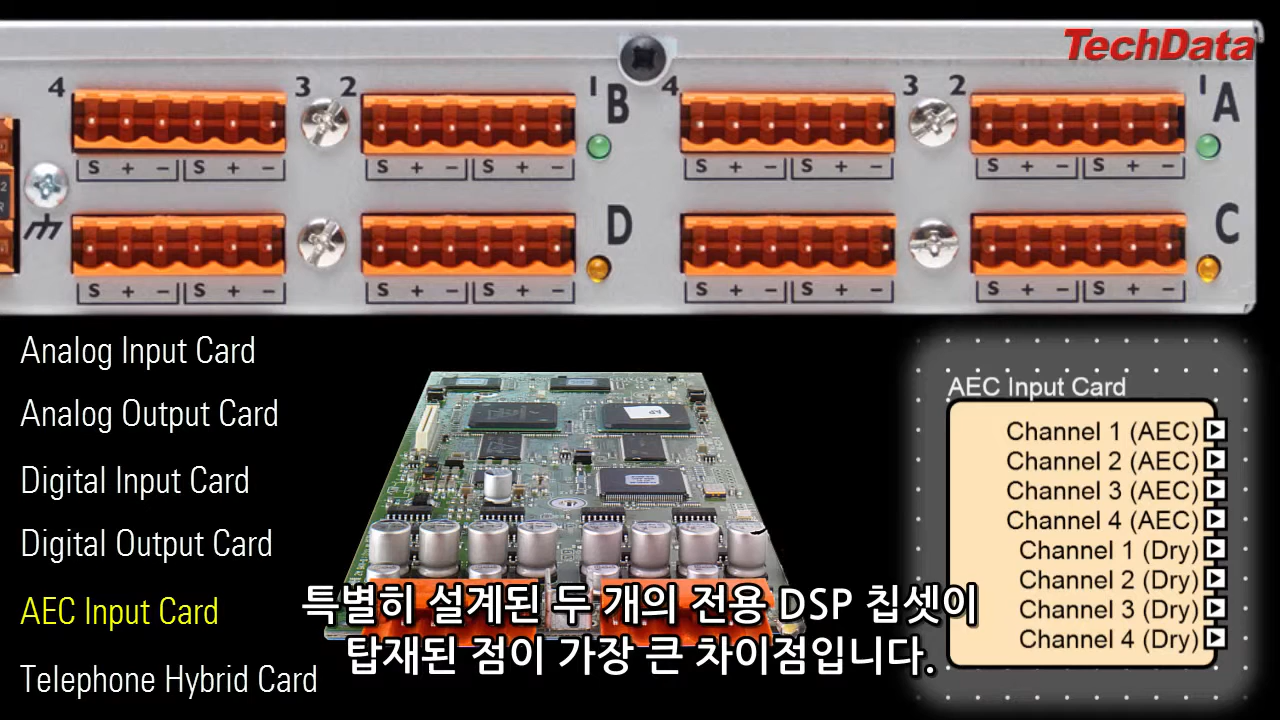 TechData
4 3 2 1 B 4 3 2 1 A
S + − S + − S + − S + − S + − S + − S + − S + −
D C
S + − S + − S + − S + − S + − S + − S + − S + −
Analog Input Card
Analog Output Card
Digital Input Card
Digital Output Card
AEC Input Card
Telephone Hybrid Card
AEC Input Card
Channel 1 (AEC)
Channel 2 (AEC)
Channel 3 (AEC)
Channel 4 (AEC)
Channel 1 (Dry)
Channel 2 (Dry)
Channel 3 (Dry)
Channel 4 (Dry)
특별히 설계된 두 개의 전용 DSP 칩셋이
탑재된 점이 가장 큰 차이점입니다.